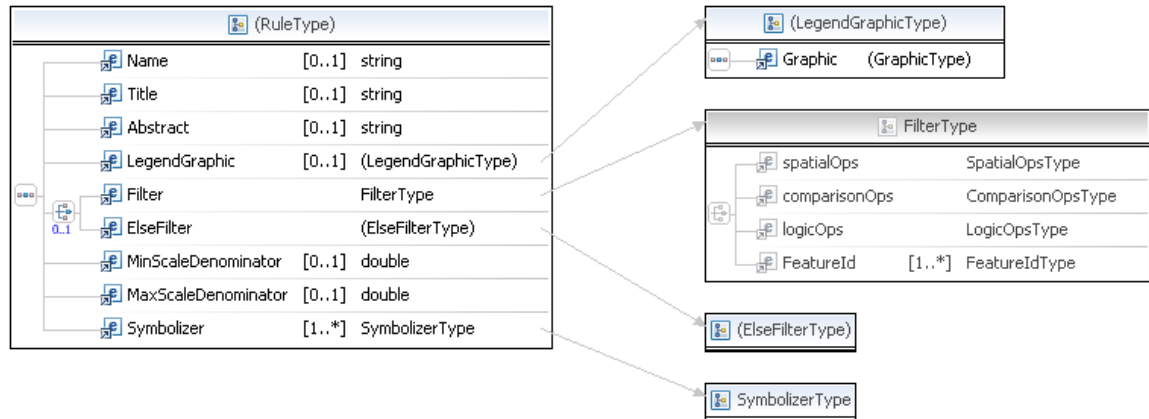 (RuleType)
Name [0..1] string
Title [0..1] string
Abstract [0..1] string
LegendGraphic [0..1] (LegendGraphicType)
Filter FilterType
0..1 ElseFilter (ElseFilterType)
MinScaleDenominator [0..1] double
MaxScaleDenominator [0..1] double
Symbolizer [1..*] SymbolizerType
(LegendGraphicType)
Graphic (GraphicType)
FilterType
spatialOps SpatialOpsType
comparisonOps ComparisonOpsType
logicOps LogicOpsType
FeatureId [1..*] FeatureIdType
(ElseFilterType)
SymbolizerType